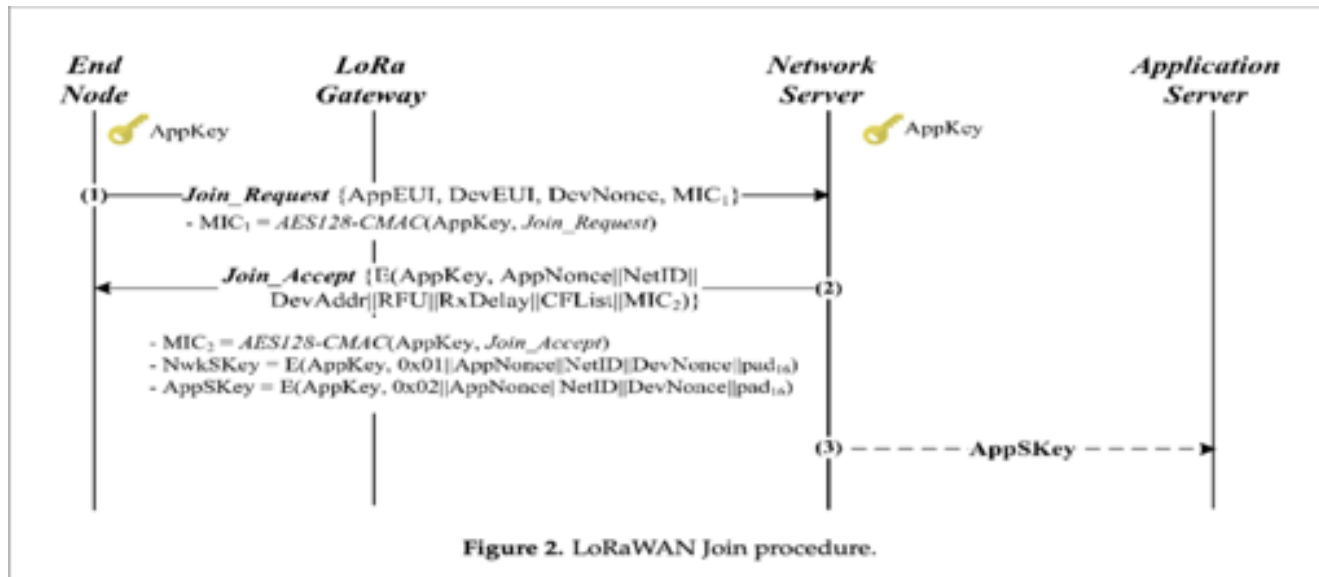 End Node
LoRa Gateway
Network Server
Application Server
AppKey
AppKey
(1) Join_Request {AppEUI, DevEUI, DevNonce, MIC₁}
- MIC₁ = AES128-CMAC(AppKey, Join_Request)
Join_Accept {E(AppKey, AppNonce||NetID||
DevAddr||RFU||RxDelay||CFList||MIC₂)}
(2)
- MIC₂ = AES128-CMAC(AppKey, Join_Accept)
- NwkSKey = E(AppKey, 0x01||AppNonce||NetID||DevNonce||pad₁₆)
- AppSKey = E(AppKey, 0x02||AppNonce| NetID||DevNonce||pad₁₆)
(3) AppSKey
Figure 2. LoRaWAN Join procedure.